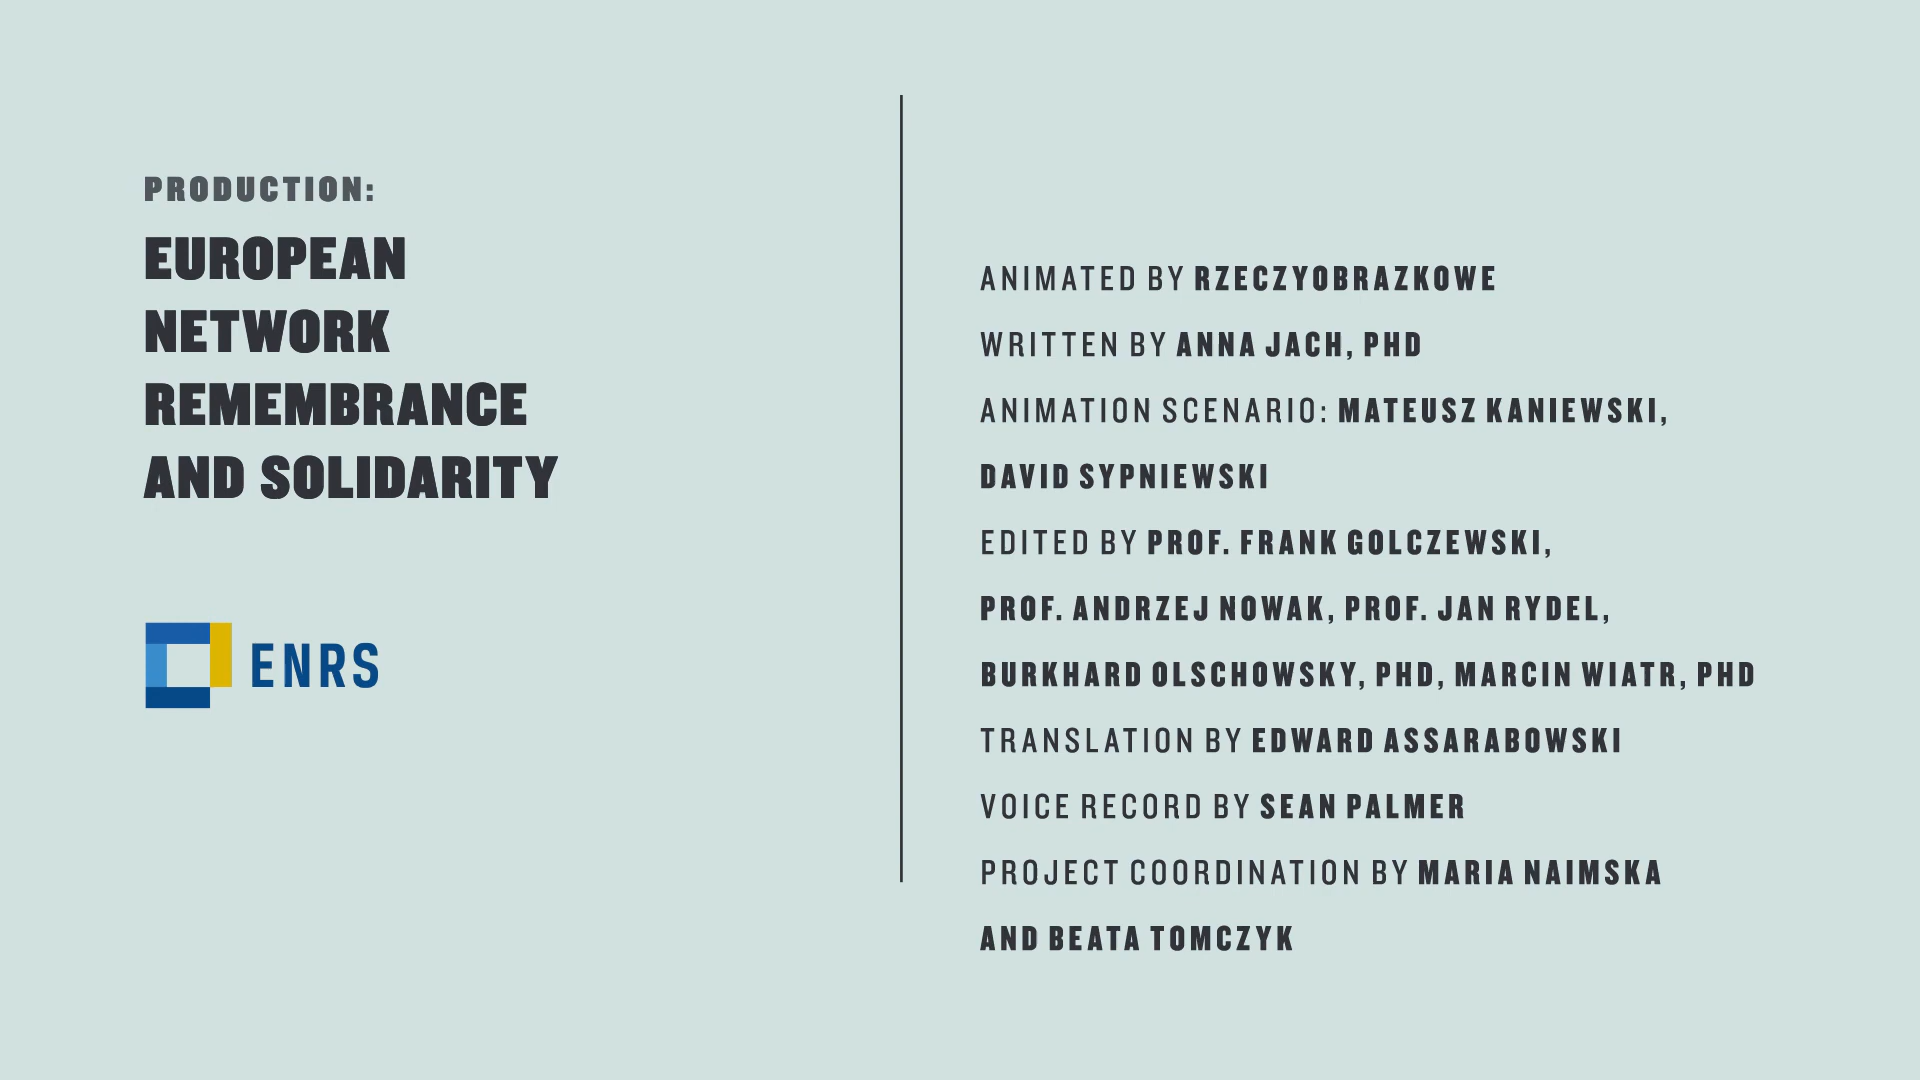 PRODUCTION:
EUROPEAN
NETWORK
REMEMBRANCE
AND SOLIDARITY
ENRS
ANIMATED BY RZECZYOBRAZKOWE
WRITTEN BY ANNA JACH, PHD
ANIMATION SCENARIO: MATEUSZ KANIEWSKI,
DAVID SYPNIEWSKI
EDITED BY PROF. FRANK GOLCZEWSKI,
PROF. ANDRZEJ NOWAK, PROF. JAN RYDEL,
BURKHARD OLSCHOWSKY, PHD, MARCIN WIATR, PHD
TRANSLATION BY EDWARD ASSARABOWSKI
VOICE RECORD BY SEAN PALMER
PROJECT COORDINATION BY MARIA NAIMSKA
AND BEATA TOMCZYK